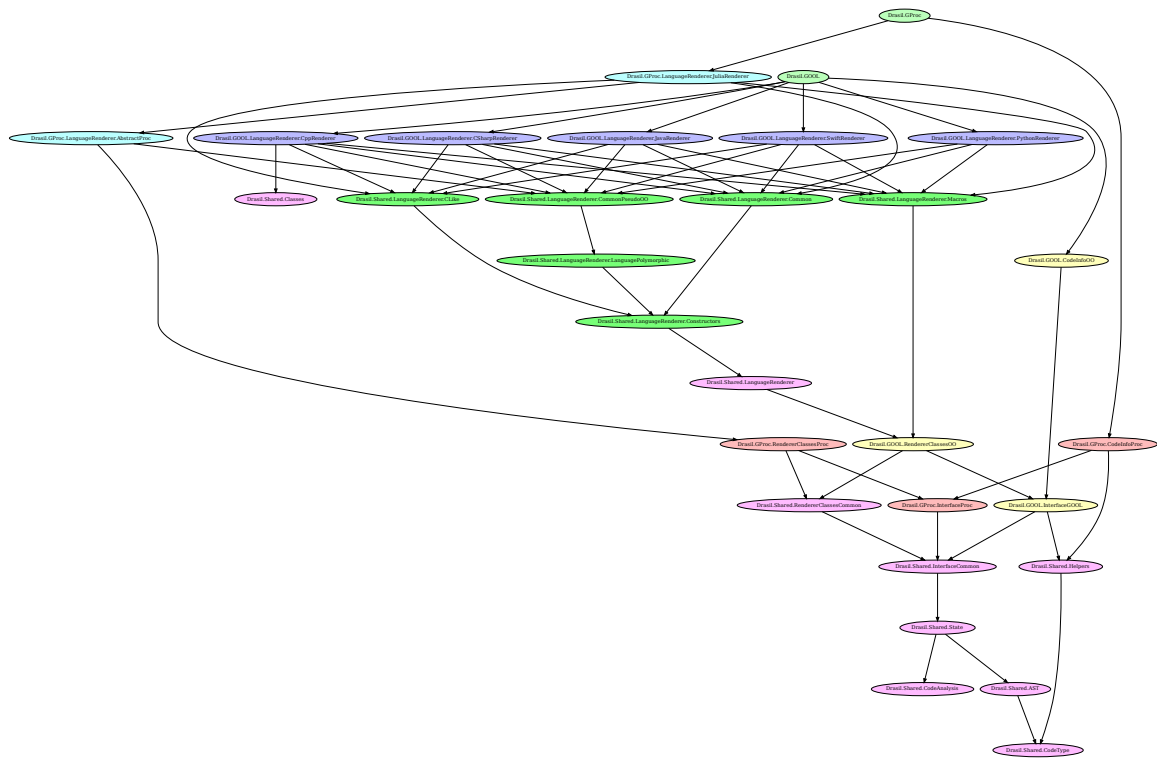 Drasil.GProc
Drasil.GProc.LanguageRenderer.JuliaRenderer
Drasil.GOOL
Drasil.GProc.LanguageRenderer.AbstractProc
Drasil.GOOL.LanguageRenderer.CppRenderer
Drasil.GOOL.LanguageRenderer.CSharpRenderer
Drasil.GOOL.LanguageRenderer.JavaRenderer
Drasil.GOOL.LanguageRenderer.SwiftRenderer
Drasil.GOOL.LanguageRenderer.PythonRenderer
Drasil.Shared.Classes
Drasil.Shared.LanguageRenderer.CLike
Drasil.Shared.LanguageRenderer.CommonPseudoOO
Drasil.Shared.LanguageRenderer.Common
Drasil.Shared.LanguageRenderer.Macros
Drasil.Shared.LanguageRenderer.LanguagePolymorphic
Drasil.GOOL.CodeInfoOO
Drasil.Shared.LanguageRenderer.Constructors
Drasil.Shared.LanguageRenderer
Drasil.GProc.RendererClassesProc
Drasil.GOOL.RendererClassesOO
Drasil.GProc.CodeInfoProc
Drasil.Shared.RendererClassesCommon
Drasil.GProc.InterfaceProc
Drasil.GOOL.InterfaceGOOL
Drasil.Shared.InterfaceCommon
Drasil.Shared.Helpers
Drasil.Shared.State
Drasil.Shared.CodeAnalysis
Drasil.Shared.AST
Drasil.Shared.CodeType